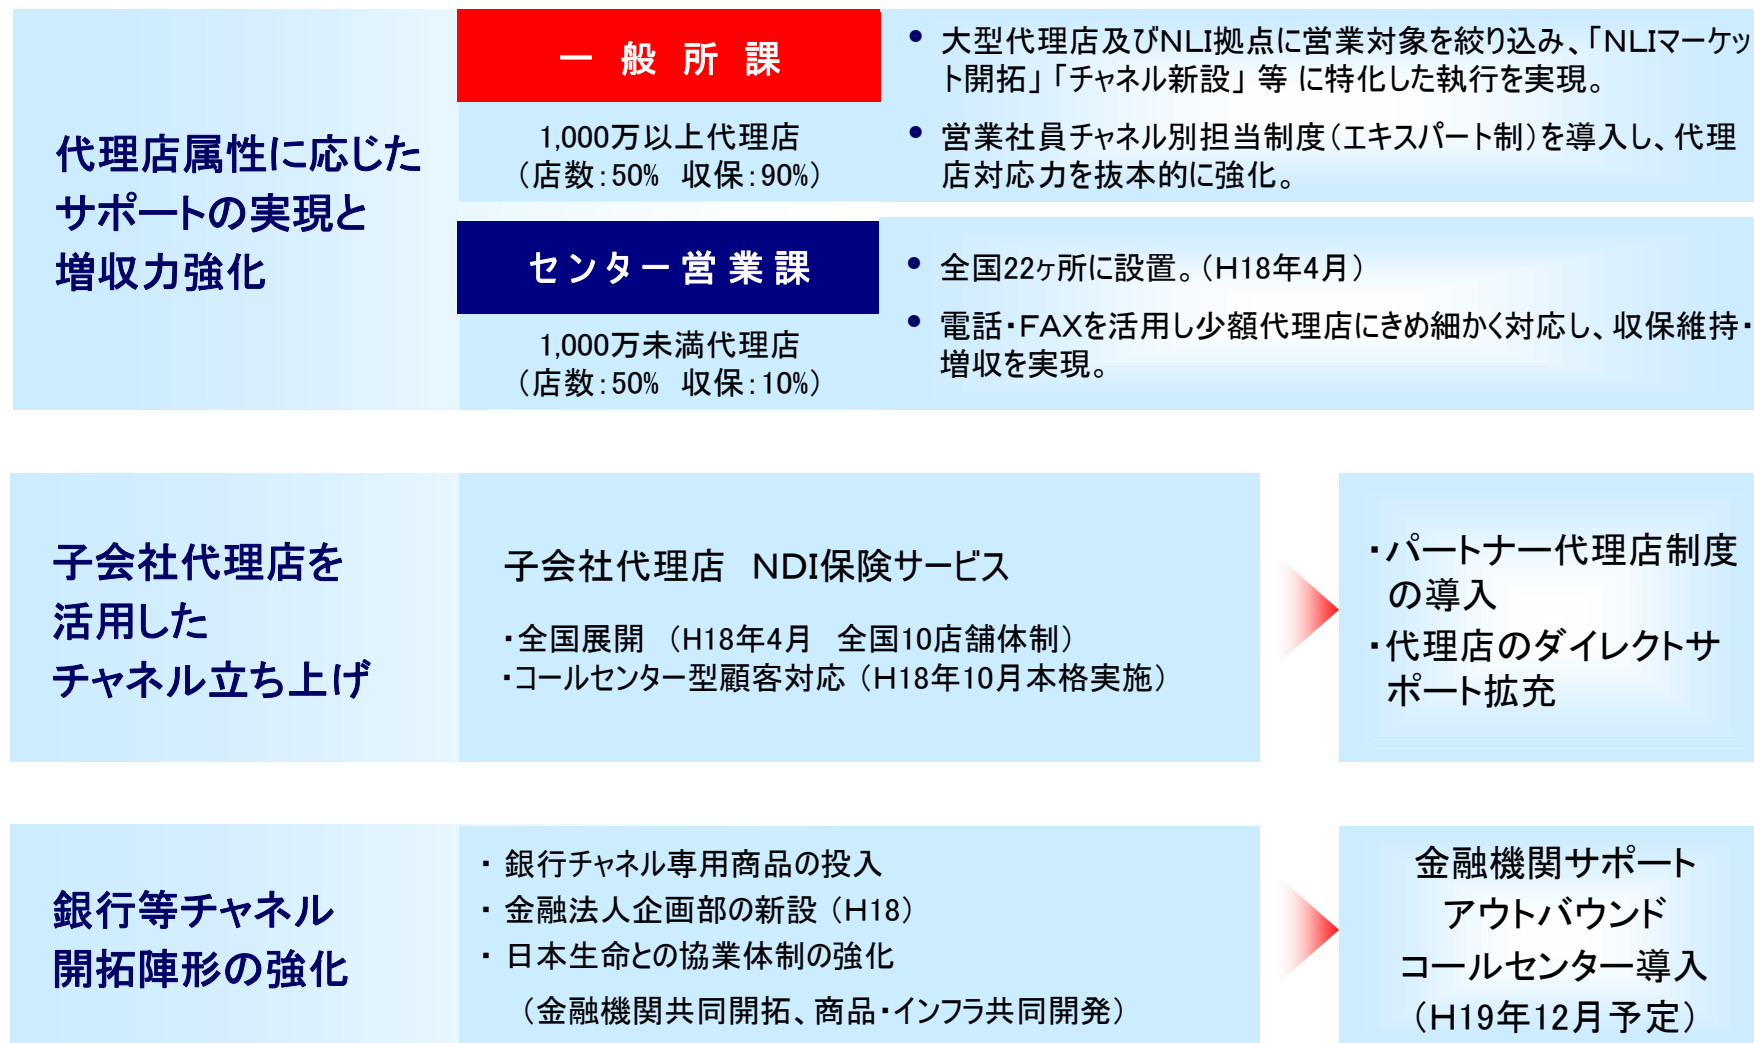 代理店属性に応じた
サポートの実現と
増収力強化
一般所課
1,000万以上代理店
（店数：50%　収保：90%）
• 大型代理店及びNLI拠点に営業対象を絞り込み、「NLIマーケッ
ト開拓」「チャネル新設」等 に特化した執行を実現。
• 営業社員チャネル別担当制度（エキスパート制）を導入し、代理
店対応力を抜本的に強化。
センター営業課
1,000万未満代理店
（店数：50%　収保：10%）
• 全国22ヶ所に設置。（H18年4月）
• 電話・FAXを活用し少額代理店にきめ細かく対応し、収保維持・
増収を実現。
子会社代理店を
活用した
チャネル立ち上げ
子会社代理店　NDI保険サービス
・全国展開　（H18年4月　全国10店舗体制）
・コールセンター型顧客対応（H18年10月本格実施）
・パートナー代理店制度
の導入
・代理店のダイレクトサ
ポート拡充
銀行等チャネル
開拓陣形の強化
・ 銀行チャネル専用商品の投入
・ 金融法人企画部の新設（H18）
・ 日本生命との協業体制の強化
（金融機関共同開拓、商品・インフラ共同開発）
金融機関サポート
アウトバウンド
コールセンター導入
（H19年12月予定）